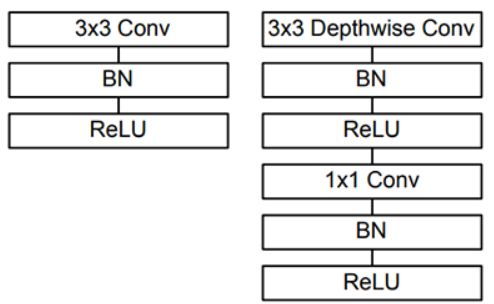 3x3 Conv
BN
ReLU
3x3 Depthwise Conv
BN
ReLU
1x1 Conv
BN
ReLU